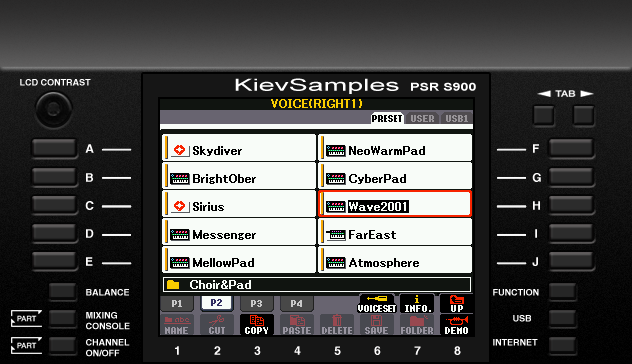 LCD CONTRAST
KievSamples PSR S900
TAB
VOICE(RIGHT1)
PRESET USER USB1
A Skydiver NeoWarmPad F
B BrightOber CyberPad G
C Sirius Wave2001 H
D Messenger FarEast I
E MellowPad Atmosphere J
Choir&Pad
BALANCE FUNCTION
P1 P2 P3 P4 VOICESET INFO. UP
PART MIXING CONSOLE USB
NAME CUT COPY PASTE DELETE SAVE FOLDER DEMO
PART CHANNEL ON/OFF INTERNET
1 2 3 4 5 6 7 8